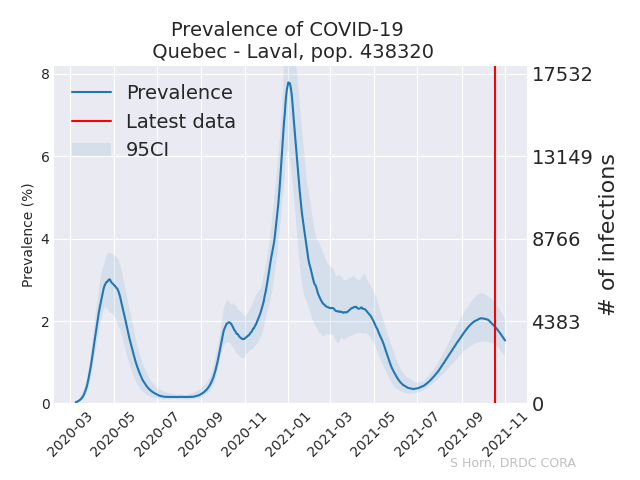 Prevalence of COVID-19
Quebec - Laval, pop. 438320
Prevalence
Latest data
95CI
Prevalence (%)
8
6
4
2
0
17532
13149
8766
4383
0
# of infections
2020-03
2020-05
2020-07
2020-09
2020-11
2021-01
2021-03
2021-05
2021-07
2021-09
2021-11
S Horn, DRDC CORA